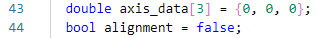 43 double axis_data[3] = {0, 0, 0};
44 bool alignment = false;